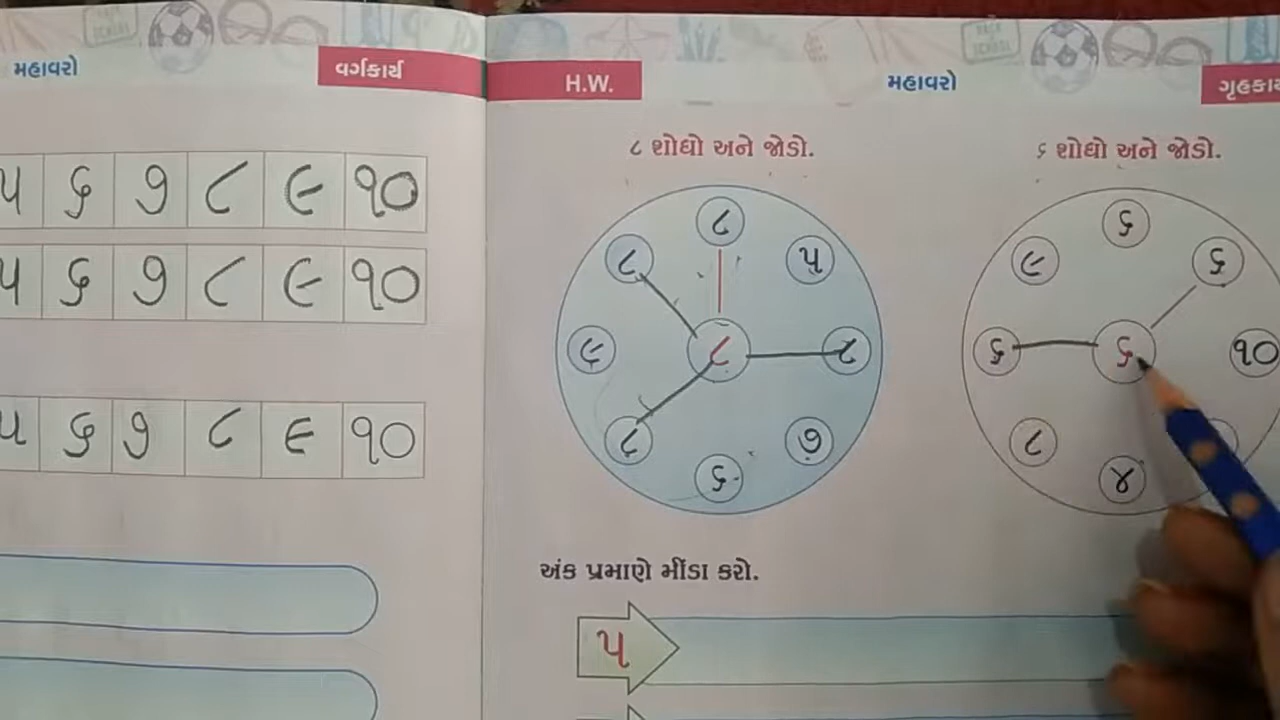 મહાવરો વર્ગકાર્ય
૫ ૬ ૭ ૮ ૯ ૧૦
૫ ૬ ૭ ૮ ૯ ૧૦
૫ ૬ ૭ ૮ ૯ ૧૦
H.W. મહાવરો
૮ શોધો અને જોડો.
૮
૮ ૫
૯ ૮ ૮
૮ ૭
૬
૬ શોધો અને જોડો.
૬
૯ ૬
૬ ૬ ૧૦
૮
૪
અંક પ્રમાણે મીંડા કરો.
૫